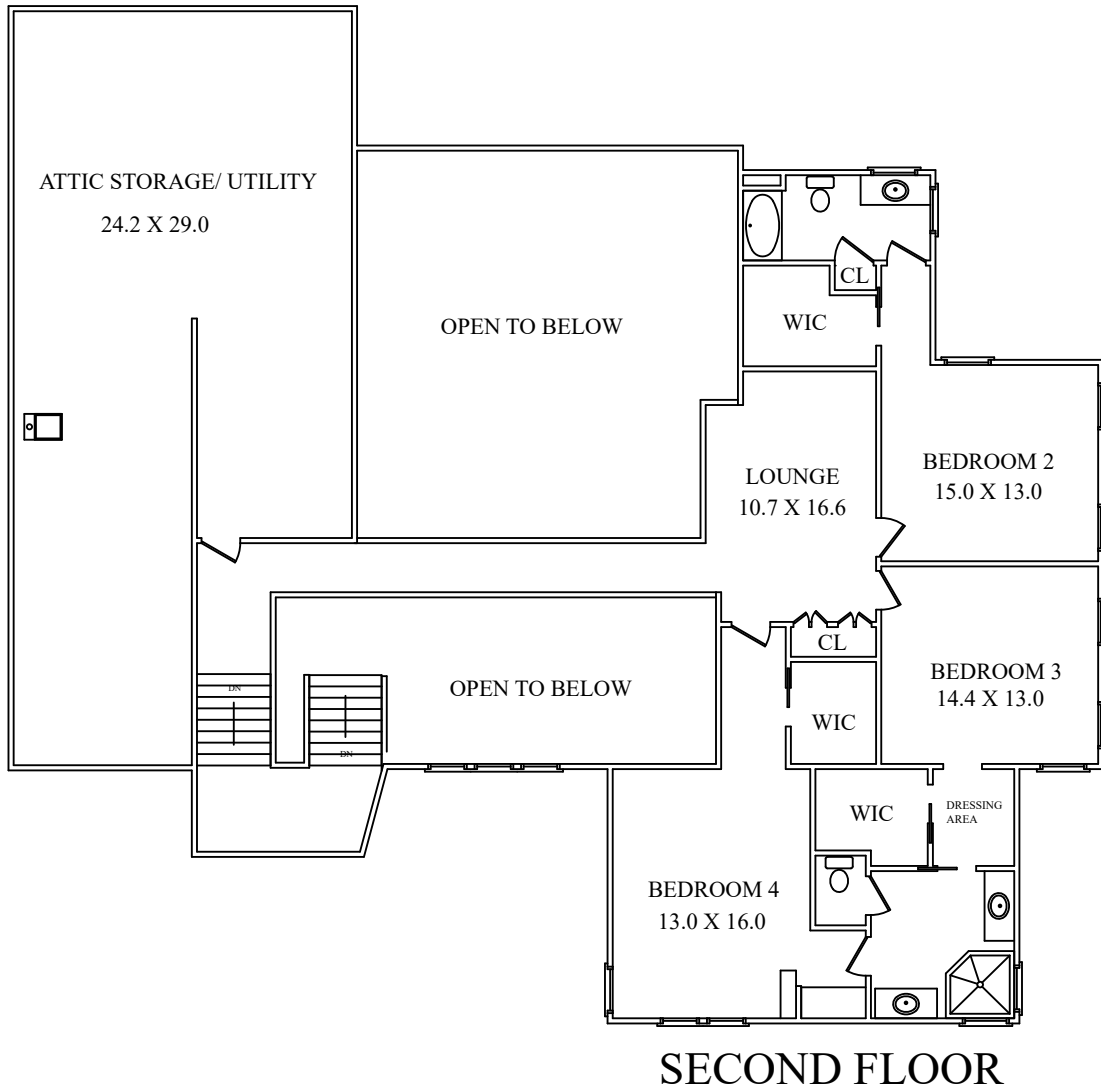 ATTIC STORAGE/ UTILITY
24.2 X 29.0
OPEN TO BELOW
CL
WIC
LOUNGE
10.7 X 16.6
BEDROOM 2
15.0 X 13.0
CL
BEDROOM 3
14.4 X 13.0
DN
DN
OPEN TO BELOW
WIC
WIC
DRESSING
AREA
BEDROOM 4
13.0 X 16.0
SECOND FLOOR